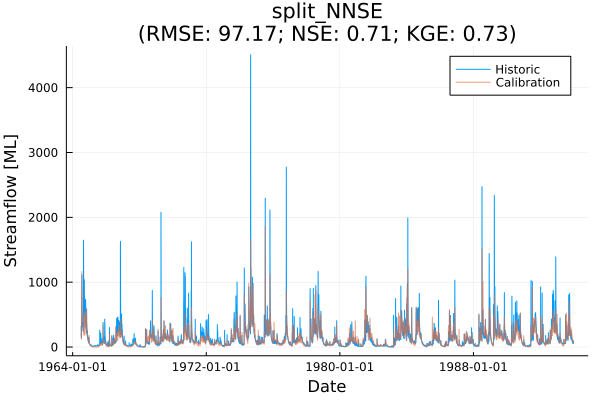 split_NNSE
(RMSE: 97.17; NSE: 0.71; KGE: 0.73)
Historic
Calibration
Streamflow [ML]
4000
3000
2000
1000
0
1964-01-01
1972-01-01
1980-01-01
1988-01-01
Date